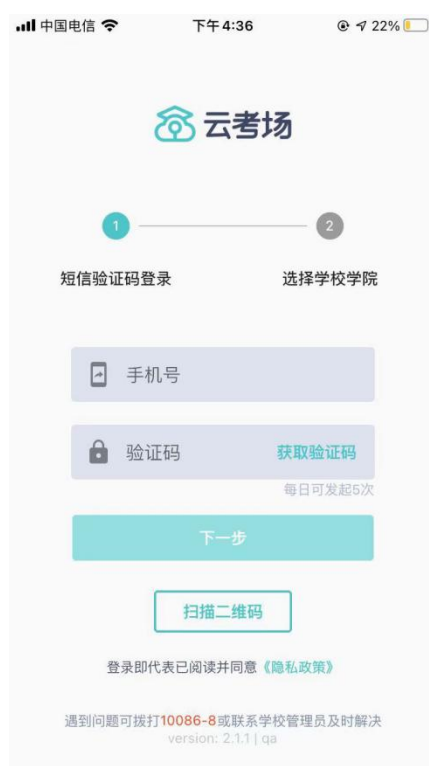 中国电信 下午4:36 22%
云考场
1 2
短信验证码登录 选择学校学院
手机号
验证码 获取验证码
每日可发起5次
下一步
扫描二维码
登录即代表已阅读并同意《隐私政策》
遇到问题可拨打10086-8或联系学校管理员及时解决
version: 2.1.1 | qa